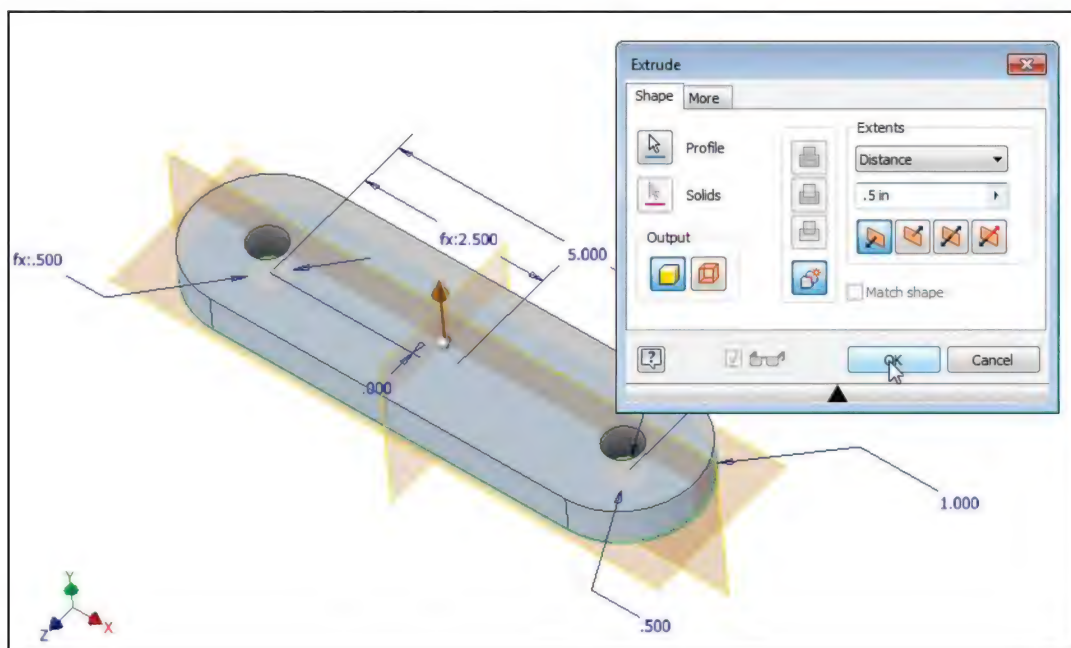 Extrude
Shape
More
Extents
Profile
Distance
Solids
.5 in
Output
Match shape
?
OK
Cancel
fx:2.500
5.000
fx:.500
.000
1.000
.500
Y
Z
X